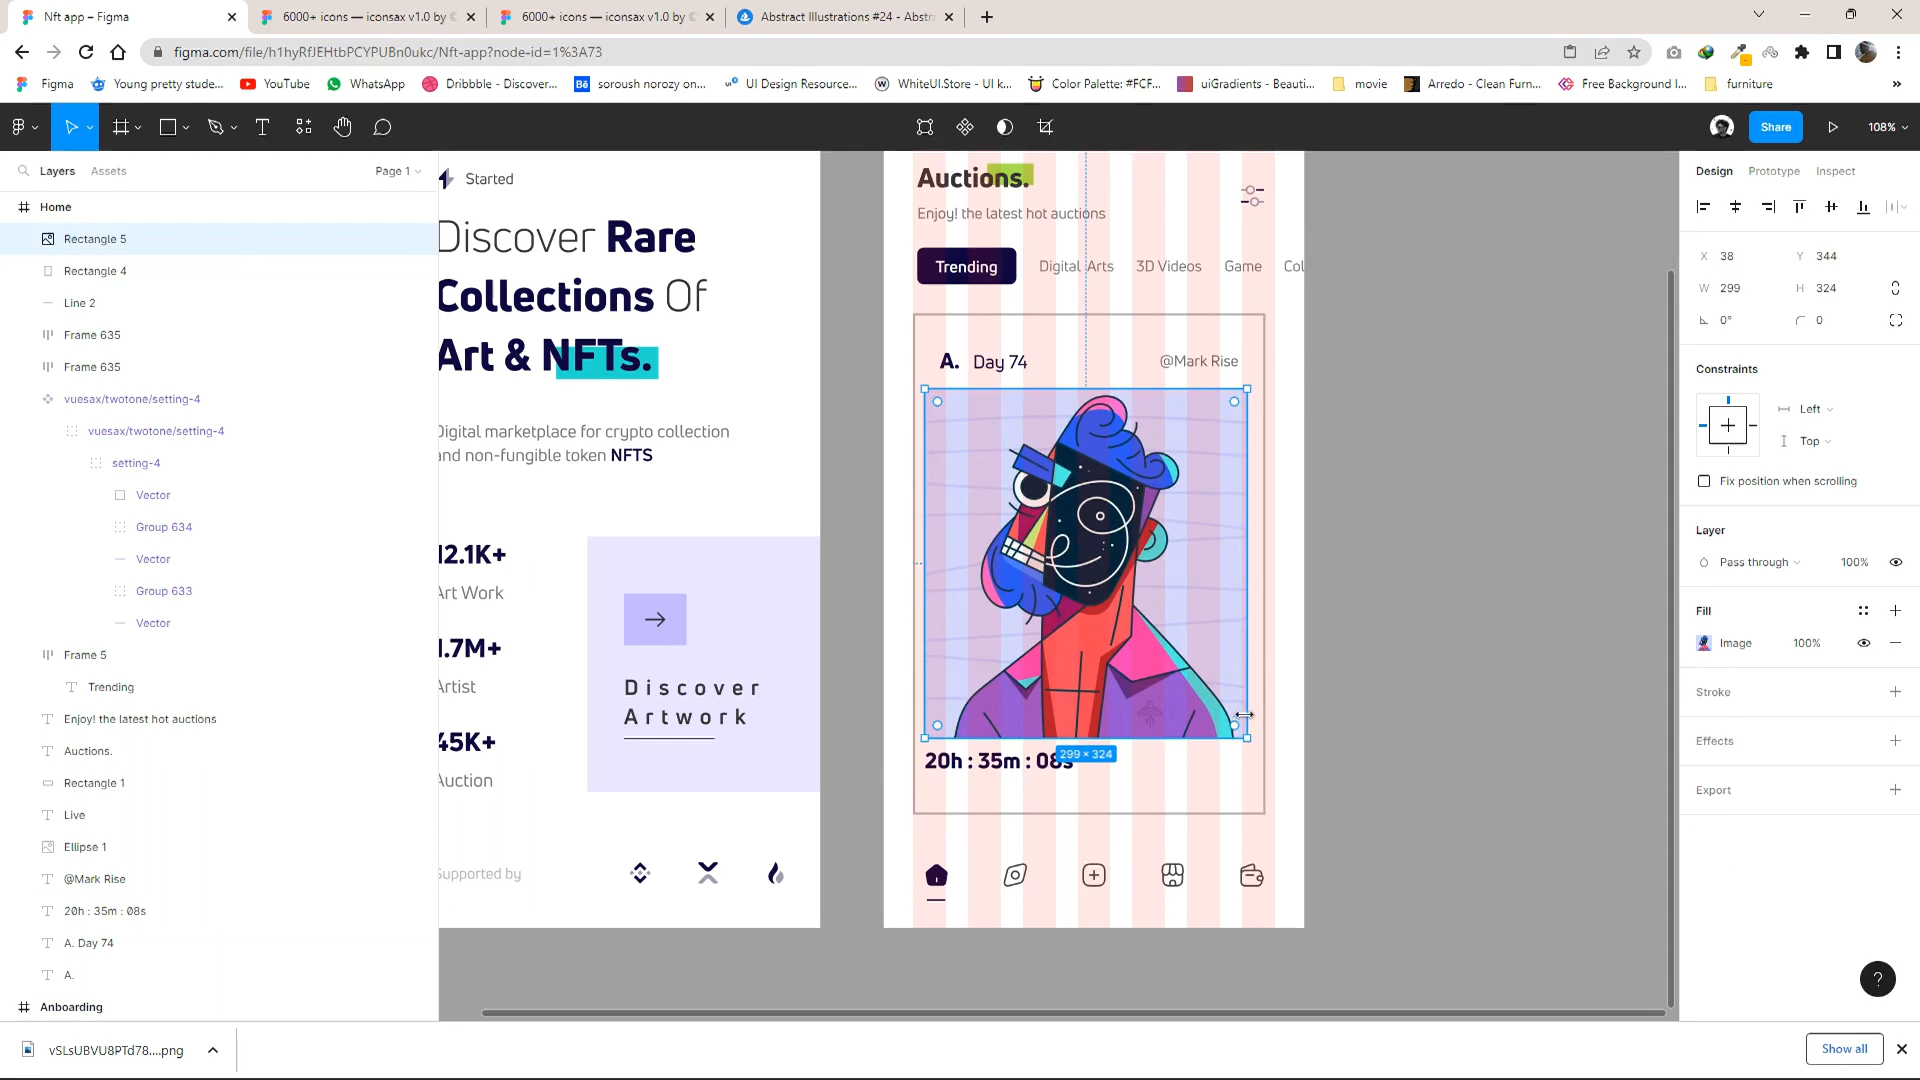 Nft app – Figma
6000+ icons — iconsax v1.0 by
6000+ icons — iconsax v1.0 by
Abstract Illustrations #24 - Abstra
figma.com/file/h1hyRfJEHtbPCYPUBn0ukc/Nft-app?node-id=1%3A73
Figma
Young pretty stude...
YouTube
WhatsApp
Dribbble - Discover...
soroush norozy on...
UI Design Resource...
WhiteUI.Store - UI k...
Color Palette: #FCF...
uiGradients - Beauti...
movie
Arredo - Clean Furn...
Free Background I...
furniture
Share
108%
Layers
Assets
Page 1
Home
Rectangle 5
Rectangle 4
Line 2
Frame 635
Frame 635
vuesax/twotone/setting-4
vuesax/twotone/setting-4
setting-4
Vector
Group 634
Vector
Group 633
Vector
Frame 5
Trending
Enjoy! the latest hot auctions
Auctions.
Rectangle 1
Live
Ellipse 1
@Mark Rise
20h : 35m : 08s
A. Day 74
A.
Anboarding
Started
Discover Rare
Collections Of
Art & NFTs.
Digital marketplace for crypto collection
and non-fungible token NFTS
12.1K+
Art Work
1.7M+
Artist
45K+
Auction
Discover
Artwork
Supported by
Auctions.
Enjoy! the latest hot auctions
Trending
Digital Arts
3D Videos
Game
Col
A. Day 74
@Mark Rise
20h : 35m : 08s
299 × 324
Design
Prototype
Inspect
X 38
Y 344
W 299
H 324
0°
0
Constraints
Left
Top
Fix position when scrolling
Layer
Pass through
100%
Fill
Image
100%
Stroke
Effects
Export
?
vSLsUBVU8PTd78....png
Show all